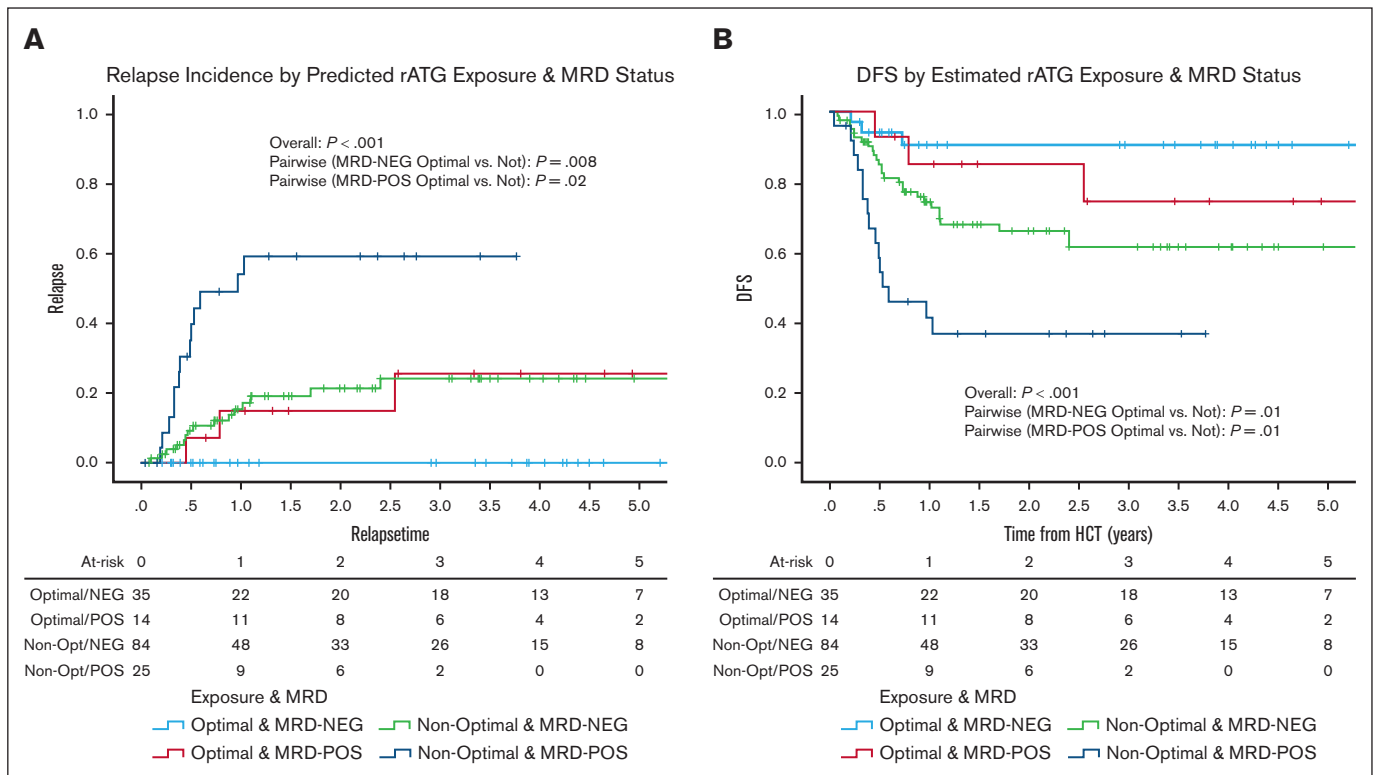 A
Relapse Incidence by Predicted rATG Exposure & MRD Status
1.0
0.8
0.6
0.4
0.2
0.0
Relapse
Overall: P < .001
Pairwise (MRD-NEG Optimal vs. Not): P = .008
Pairwise (MRD-POS Optimal vs. Not): P = .02
.0 .5 1.0 1.5 2.0 2.5 3.0 3.5 4.0 4.5 5.0
Relapsetime
At-risk 0 1 2 3 4 5
Optimal/NEG 35 22 20 18 13 7
Optimal/POS 14 11 8 6 4 2
Non-Opt/NEG 84 48 33 26 15 8
Non-Opt/POS 25 9 6 2 0 0
Exposure & MRD
Optimal & MRD-NEG Non-Optimal & MRD-NEG
Optimal & MRD-POS Non-Optimal & MRD-POS
B
DFS by Estimated rATG Exposure & MRD Status
1.0
0.8
0.6
0.4
0.2
0.0
DFS
Overall: P < .001
Pairwise (MRD-NEG Optimal vs. Not): P = .01
Pairwise (MRD-POS Optimal vs. Not): P = .01
.0 .5 1.0 1.5 2.0 2.5 3.0 3.5 4.0 4.5 5.0
Time from HCT (years)
At-risk 0 1 2 3 4 5
Optimal/NEG 35 22 20 18 13 7
Optimal/POS 14 11 8 6 4 2
Non-Opt/NEG 84 48 33 26 15 8
Non-Opt/POS 25 9 6 2 0 0
Exposure & MRD
Optimal & MRD-NEG Non-Optimal & MRD-NEG
Optimal & MRD-POS Non-Optimal & MRD-POS